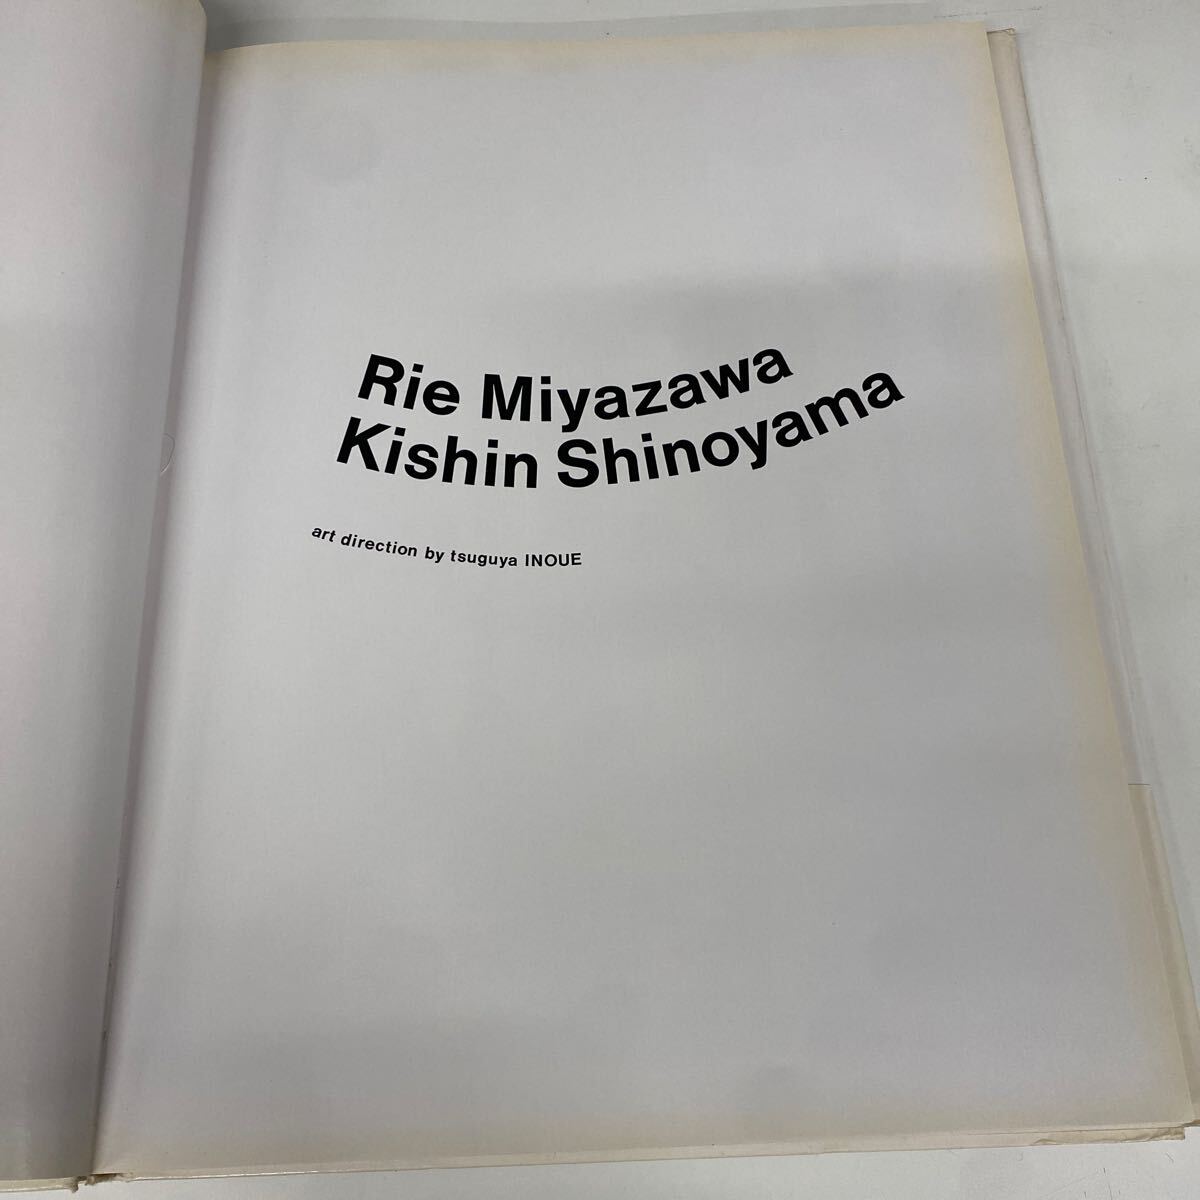 Rie Miyazawa
Kishin Shinoyama
art direction by tsuguya INOUE